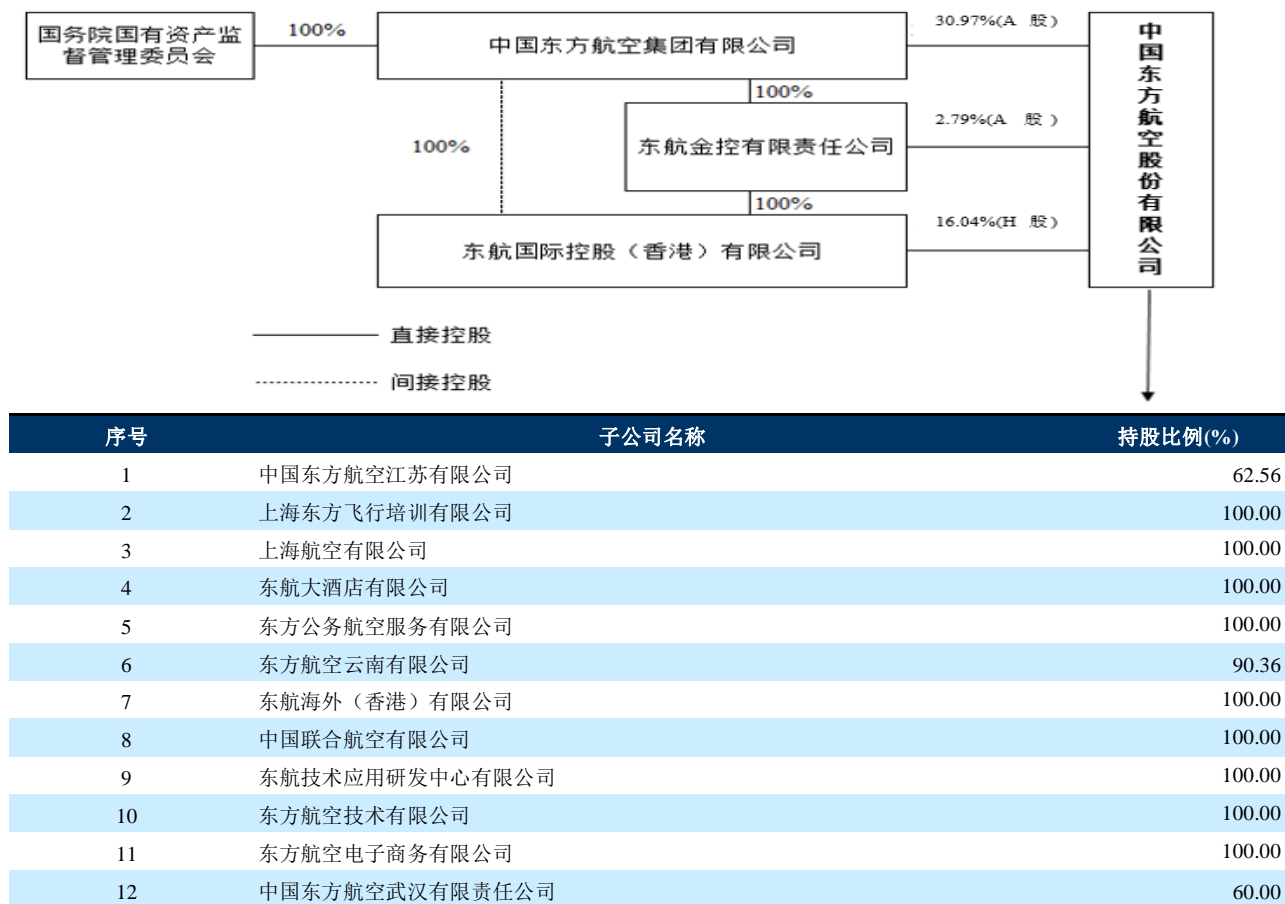 国务院国有资产监
督管理委员会
100%
中国东方航空集团有限公司
30.97%(A 股)
中国东方航空股份有限公司
100%
2.79%(A 股)
100%
东航金控有限责任公司
100%
16.04%(H 股)
东航国际控股（香港）有限公司
直接控股
间接控股
序号 子公司名称 持股比例(%)
1 中国东方航空江苏有限公司 62.56
2 上海东方飞行培训有限公司 100.00
3 上海航空有限公司 100.00
4 东航大酒店有限公司 100.00
5 东方公务航空服务有限公司 100.00
6 东方航空云南有限公司 90.36
7 东航海外（香港）有限公司 100.00
8 中国联合航空有限公司 100.00
9 东航技术应用研发中心有限公司 100.00
10 东方航空技术有限公司 100.00
11 东方航空电子商务有限公司 100.00
12 中国东方航空武汉有限责任公司 60.00